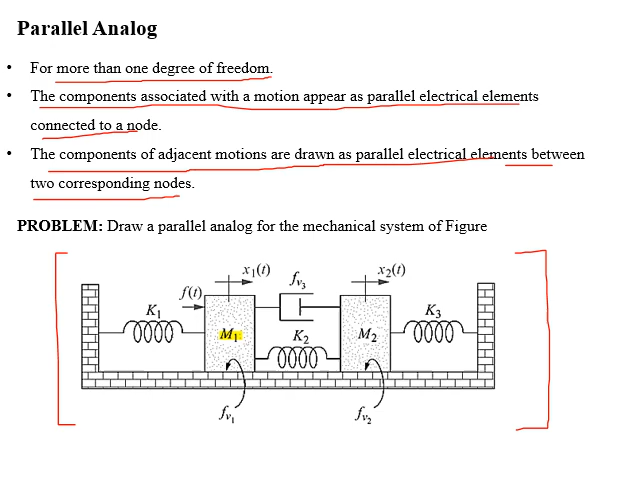 Parallel Analog
• For more than one degree of freedom.
• The components associated with a motion appear as parallel electrical elements
connected to a node.
• The components of adjacent motions are drawn as parallel electrical elements between
two corresponding nodes.
PROBLEM: Draw a parallel analog for the mechanical system of Figure
x₁(t) x₂(t)
fᵥ₃
f(t)
K₁ K₃
M₁ K₂ M₂
fᵥ₁ fᵥ₂